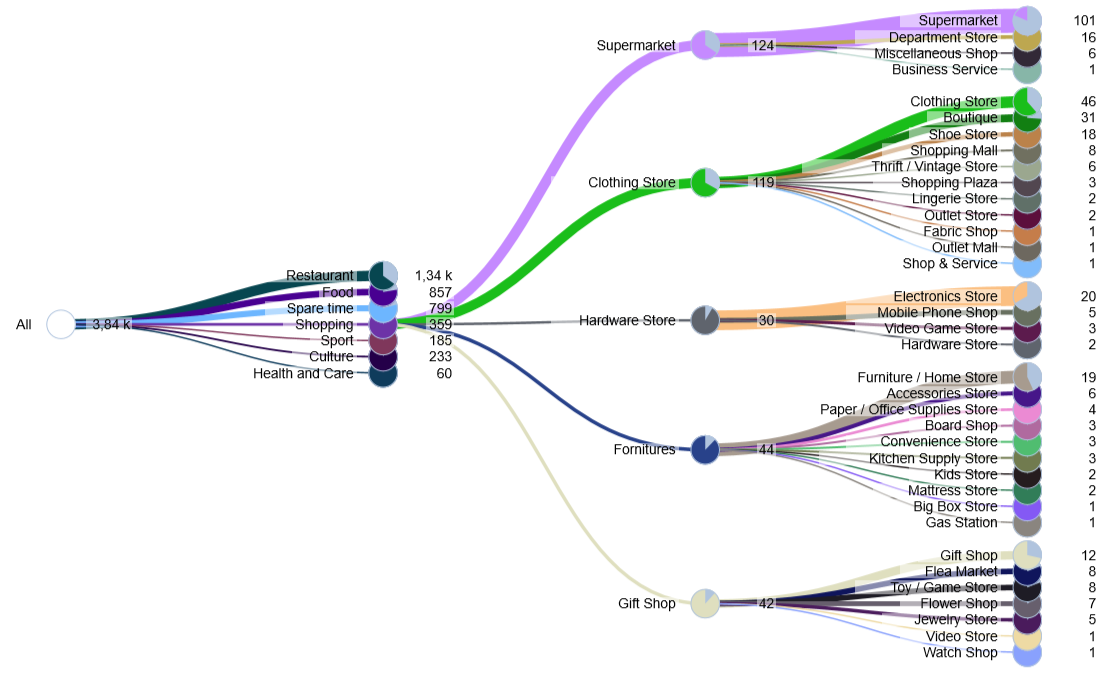 All
3,84 k
Restaurant 1,34 k
Food 857
Spare time 799
Shopping 359
Sport 185
Culture 233
Health and Care 60
Supermarket 124
Supermarket 101
Department Store 16
Miscellaneous Shop 6
Business Service 1
Clothing Store 119
Clothing Store 46
Boutique 31
Shoe Store 18
Shopping Mall 8
Thrift / Vintage Store 6
Shopping Plaza 3
Lingerie Store 2
Outlet Store 2
Fabric Shop 1
Outlet Mall 1
Shop & Service 1
Hardware Store 30
Electronics Store 20
Mobile Phone Shop 5
Video Game Store 3
Hardware Store 2
Fornitures 44
Furniture / Home Store 19
Accessories Store 6
Paper / Office Supplies Store 4
Board Shop 3
Convenience Store 3
Kitchen Supply Store 3
Kids Store 2
Mattress Store 2
Big Box Store 1
Gas Station 1
Gift Shop 42
Gift Shop 12
Flea Market 8
Toy / Game Store 8
Flower Shop 7
Jewelry Store 5
Video Store 1
Watch Shop 1